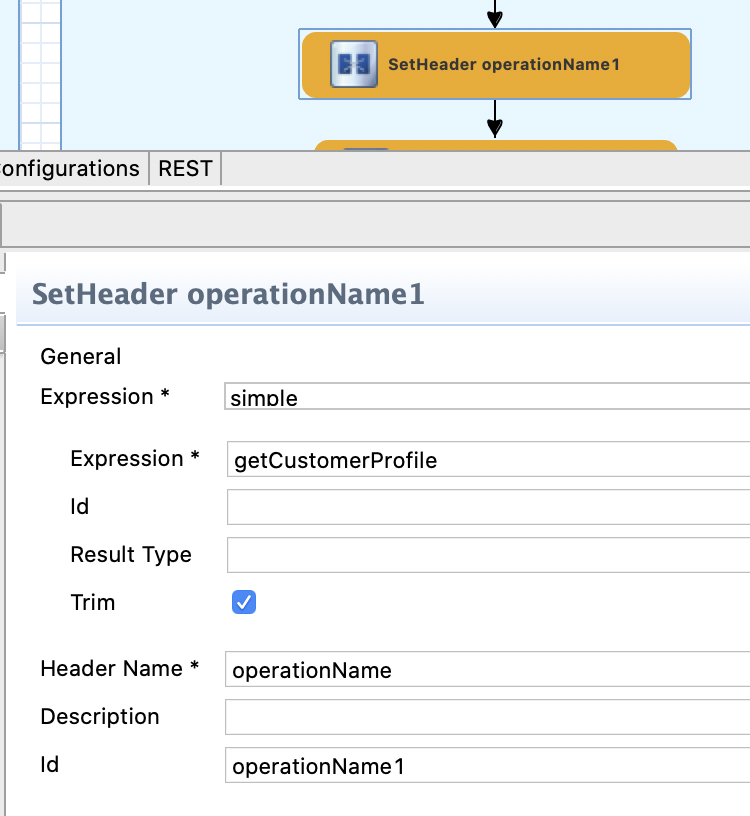 SetHeader operationName1
onfigurations
REST
SetHeader operationName1
General
Expression * simple
Expression * getCustomerProfile
Id
Result Type
Trim
Header Name * operationName
Description
Id operationName1